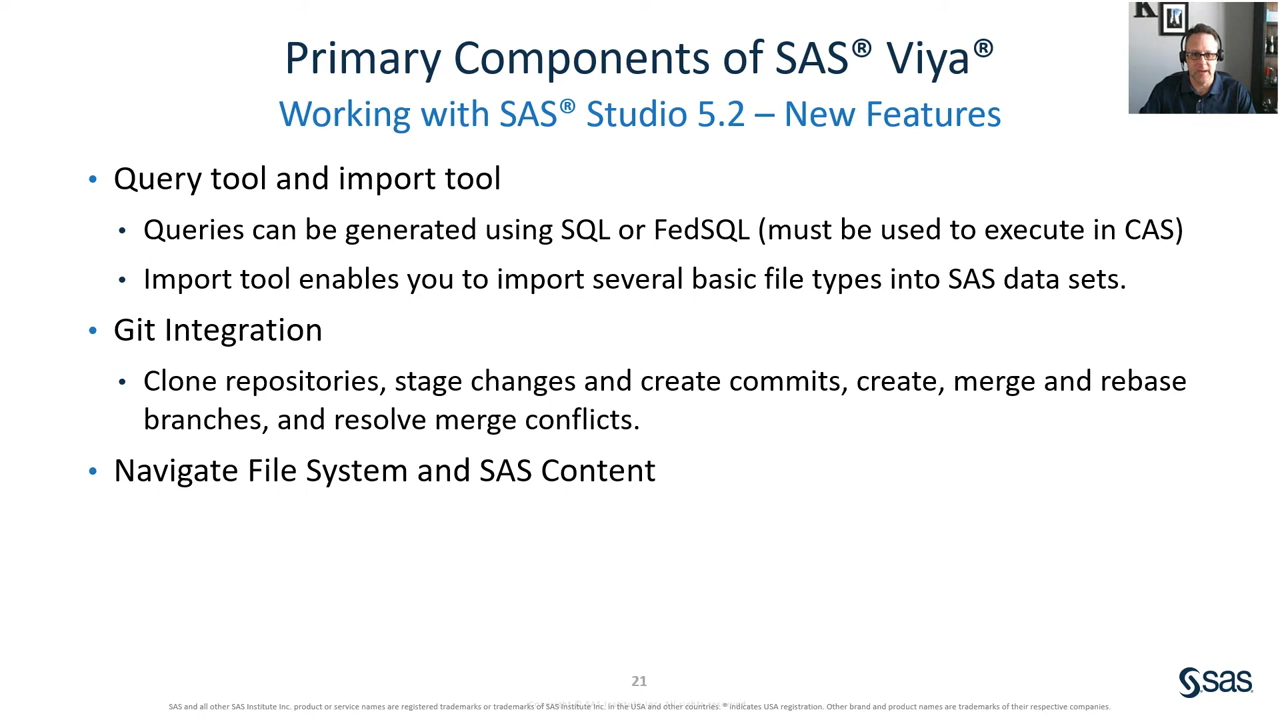 Primary Components of SAS® Viya®
Working with SAS® Studio 5.2 – New Features
• Query tool and import tool
• Queries can be generated using SQL or FedSQL (must be used to execute in CAS)
• Import tool enables you to import several basic file types into SAS data sets.
• Git Integration
• Clone repositories, stage changes and create commits, create, merge and rebase
branches, and resolve merge conflicts.
• Navigate File System and SAS Content
21
sas
SAS and all other SAS Institute Inc. product or service names are registered trademarks or trademarks of SAS Institute Inc. in the USA and other countries. ® indicates USA registration. Other brand and product names are trademarks of their respective companies.